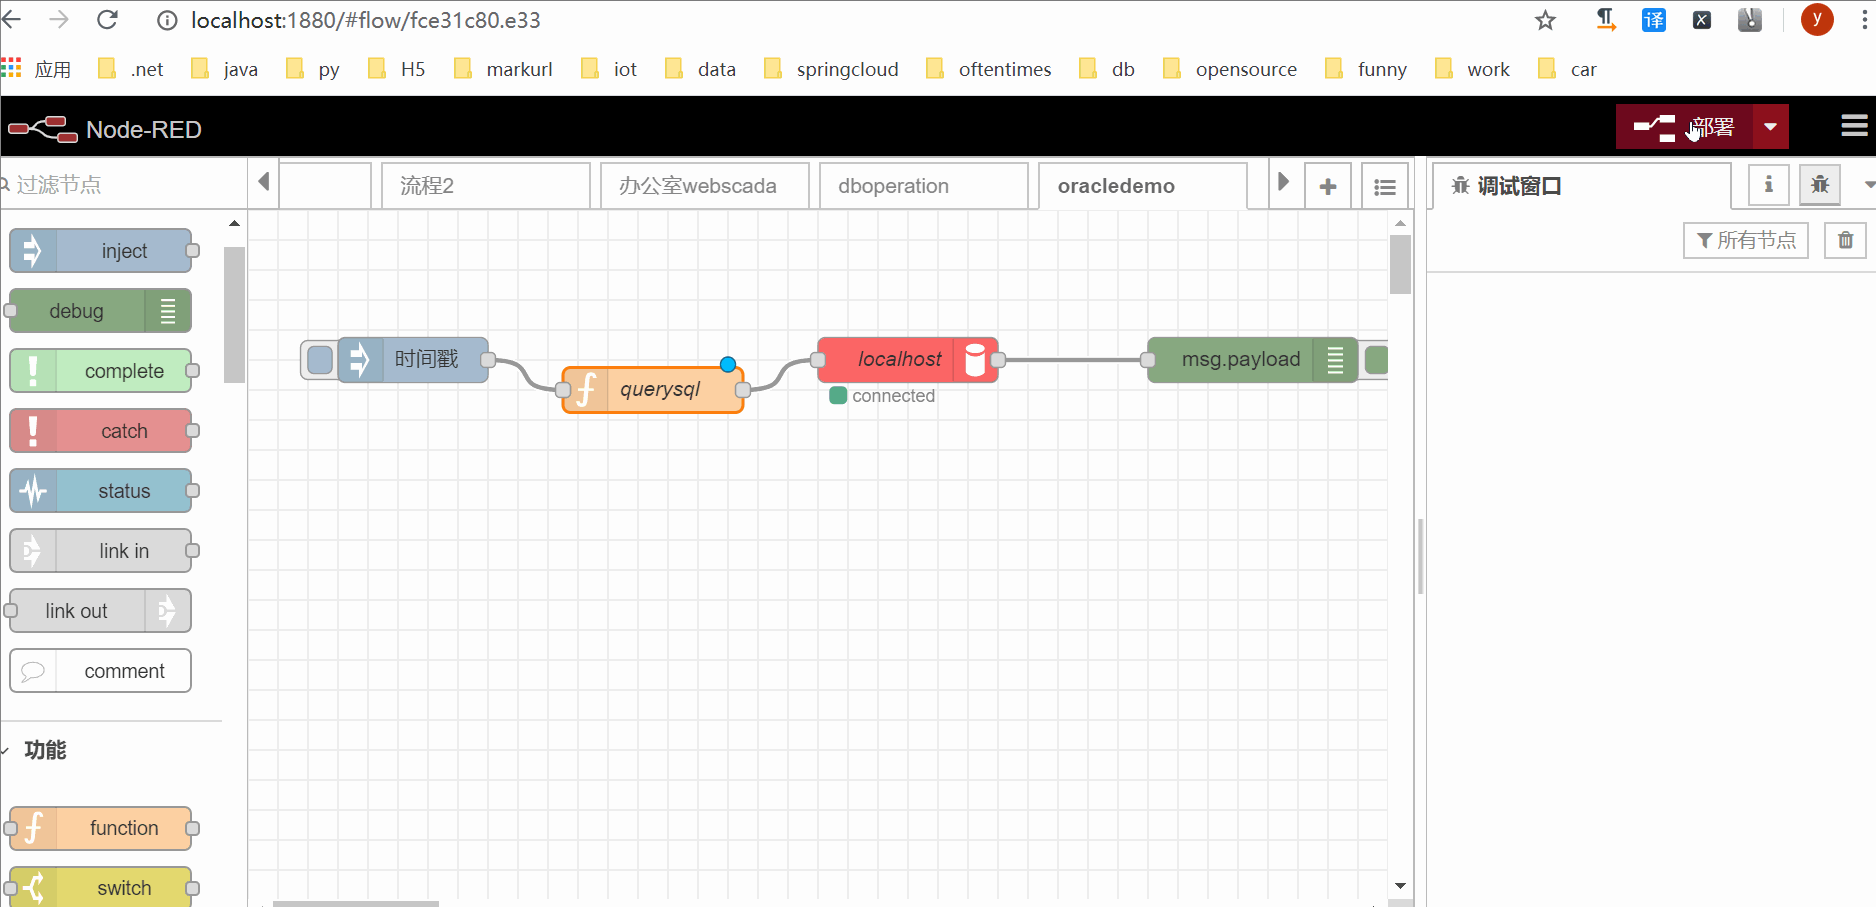 localhost:1880/#flow/fce31c80.e33
译
X
y
应用
.net
java
py
H5
markurl
iot
data
springcloud
oftentimes
db
opensource
funny
work
car
Node-RED
部署
过滤节点
流程2
办公室webscada
dboperation
oracledemo
调试窗口
所有节点
inject
debug
complete
catch
status
link in
link out
comment
功能
function
switch
时间戳
querysql
localhost
connected
msg.payload